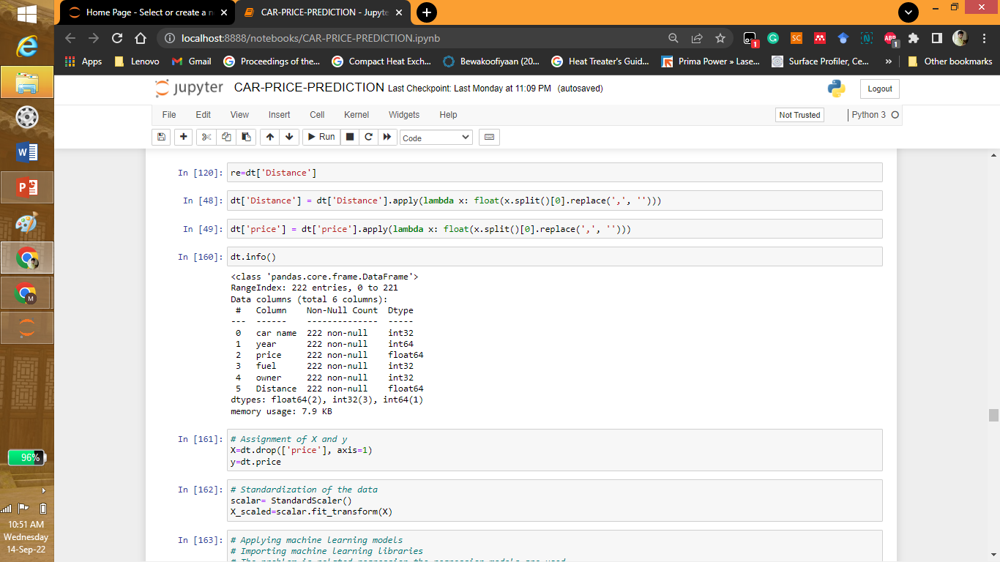 Home Page - Select or create a n
CAR-PRICE-PREDICTION - Jupyte
localhost:8888/notebooks/CAR-PRICE-PREDICTION.ipynb
Apps
Lenovo
Gmail
Proceedings of the...
Compact Heat Exch...
Bewakoofiyaan (20...
Heat Treater's Guid...
Prima Power » Lase...
Surface Profiler, Ce...
»
Other bookmarks
jupyter CAR-PRICE-PREDICTION Last Checkpoint: Last Monday at 11:09 PM (autosaved)
Logout
File Edit View Insert Cell Kernel Widgets Help
Not Trusted
Python 3
Run
Code
In [120]: re=dt['Distance']
In [48]: dt['Distance'] = dt['Distance'].apply(lambda x: float(x.split()[0].replace(',', '')))
In [49]: dt['price'] = dt['price'].apply(lambda x: float(x.split()[0].replace(',', '')))
In [160]: dt.info()
<class 'pandas.core.frame.DataFrame'>
RangeIndex: 222 entries, 0 to 221
Data columns (total 6 columns):
# Column Non-Null Count Dtype
--- ------ -------------- -----
0 car name 222 non-null int32
1 year 222 non-null int64
2 price 222 non-null float64
3 fuel 222 non-null int32
4 owner 222 non-null int32
5 Distance 222 non-null float64
dtypes: float64(2), int32(3), int64(1)
memory usage: 7.9 KB
In [161]: # Assignment of X and y
X=dt.drop(['price'], axis=1)
y=dt.price
In [162]: # Standardization of the data
scalar= StandardScaler()
X_scaled=scalar.fit_transform(X)
In [163]: # Applying machine learning models
# Importing machine learning libraries
96%
10:51 AM
Wednesday
14-Sep-22